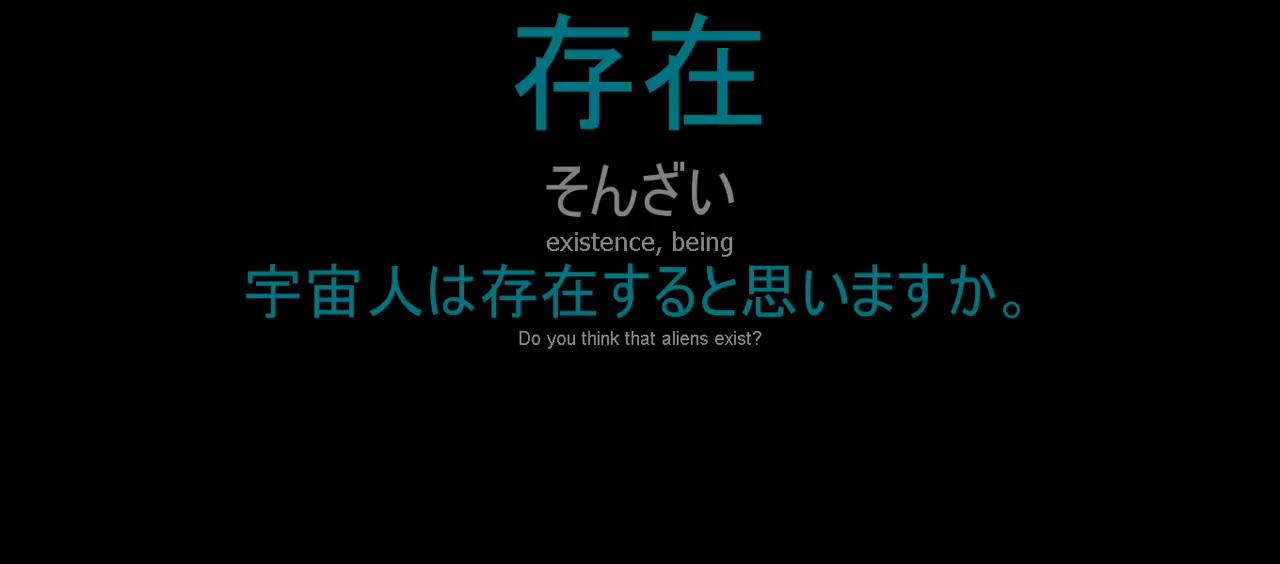 存在
そんざい
existence, being
宇宙人は存在すると思いますか。
Do you think that aliens exist?